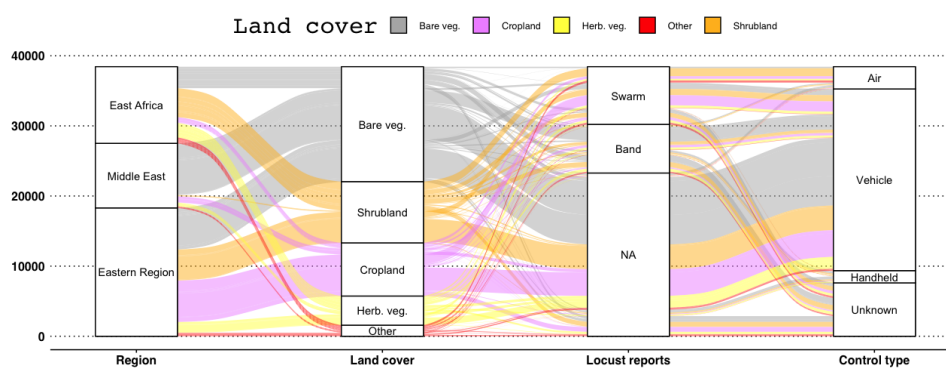 Land cover Bare veg. Cropland Herb. veg. Other Shrubland
40000
30000
20000
10000
0
East Africa
Middle East
Eastern Region
Bare veg.
Shrubland
Cropland
Herb. veg.
Other
Swarm
Band
NA
Air
Vehicle
Handheld
Unknown
Region Land cover Locust reports Control type